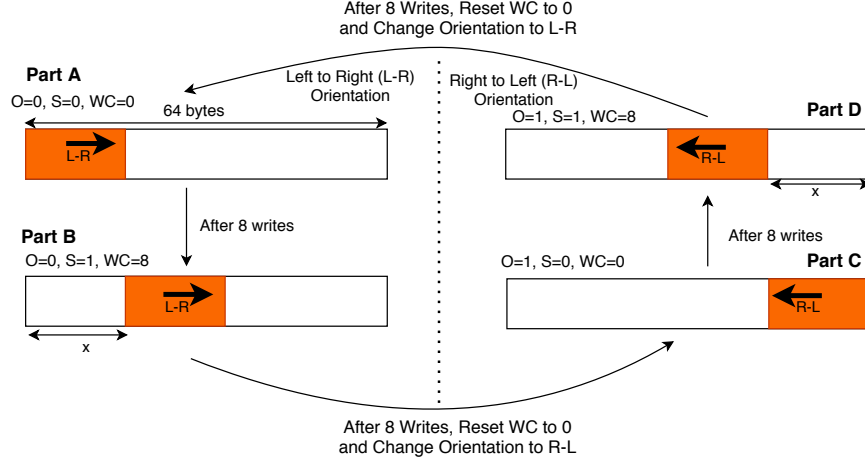 After 8 Writes, Reset WC to 0
and Change Orientation to L-R
Part A
O=0, S=0, WC=0
64 bytes
L-R
Left to Right (L-R)
Orientation
Right to Left (R-L)
Orientation
Part D
O=1, S=1, WC=8
R-L
x
After 8 writes
After 8 writes
Part B
O=0, S=1, WC=8
L-R
x
Part C
O=1, S=0, WC=0
R-L
After 8 Writes, Reset WC to 0
and Change Orientation to R-L